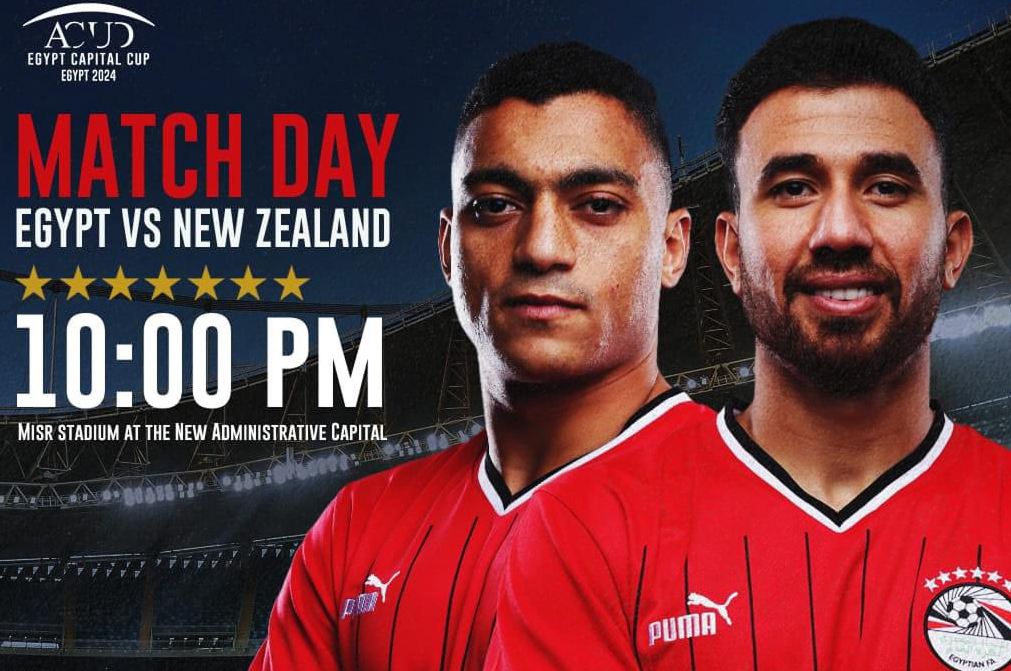 ACUD
EGYPT CAPITAL CUP
EGYPT 2024
MATCH DAY
EGYPT VS NEW ZEALAND
10:00 PM
MISR STADIUM AT THE NEW ADMINISTRATIVE CAPITAL
PUMA
PUMA
EGYPTIAN FA